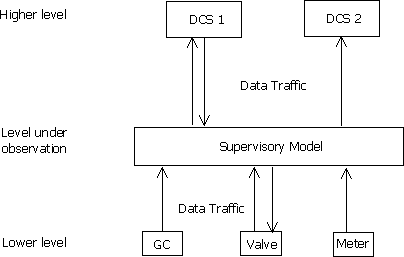 Higher level
DCS 1
DCS 2
Data Traffic
Level under
observation
Supervisory Model
Data Traffic
Lower level
GC
Valve
Meter